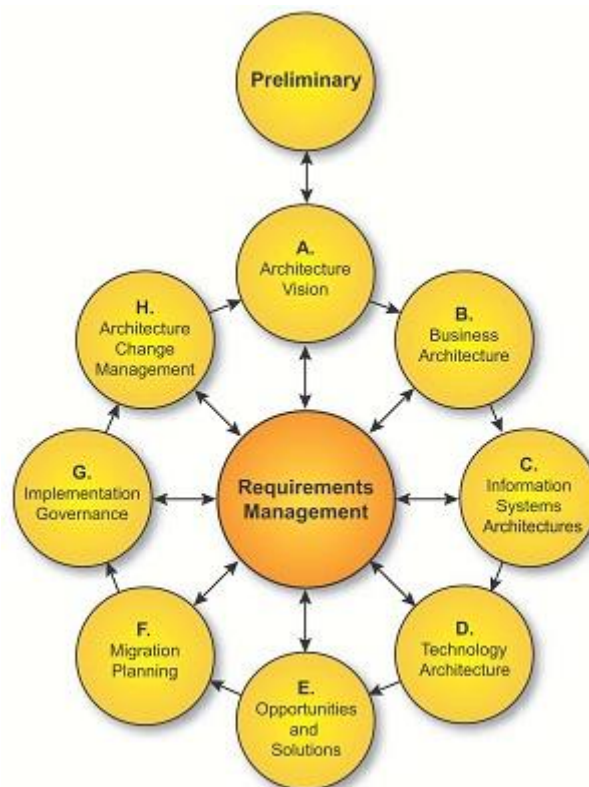 Preliminary
A.
Architecture
Vision
B.
Business
Architecture
C.
Information
Systems
Architectures
D.
Technology
Architecture
E.
Opportunities
and
Solutions
F.
Migration
Planning
G.
Implementation
Governance
H.
Architecture
Change
Management
Requirements
Management